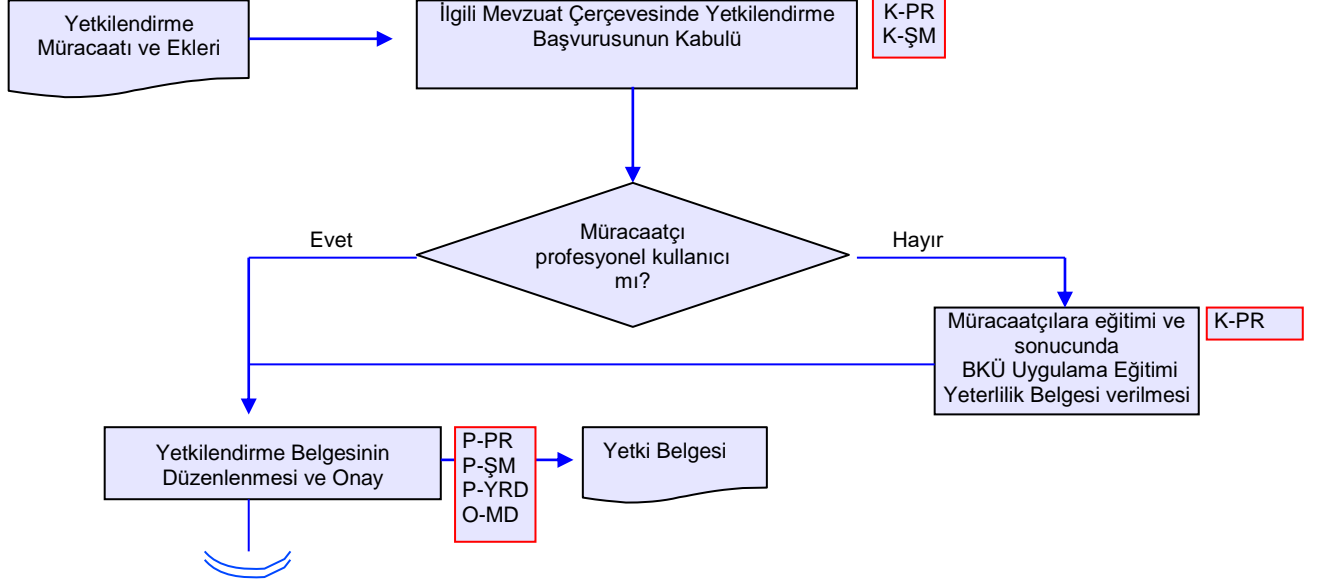 Yetkilendirme
Müracaatı ve Ekleri
İlgili Mevzuat Çerçevesinde Yetkilendirme
Başvurusunun Kabulü
K-PR
K-ŞM
Müracaatçı
profesyonel kullanıcı
mı?
Evet
Hayır
Müracaatçılara eğitimi ve
sonucunda
BKÜ Uygulama Eğitimi
Yeterlilik Belgesi verilmesi
K-PR
Yetkilendirme Belgesinin
Düzenlenmesi ve Onay
P-PR
P-ŞM
P-YRD
O-MD
Yetki Belgesi